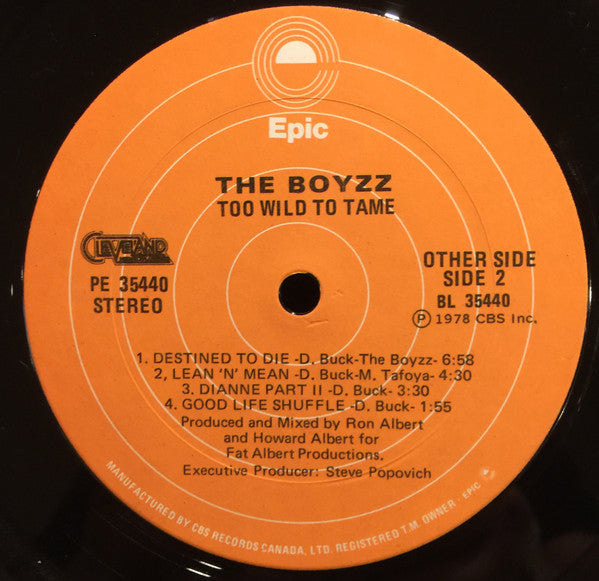 Epic
THE BOYZZ
TOO WILD TO TAME
CLEVELAND
PE 35440
STEREO
OTHER SIDE
SIDE 2
BL 35440
Ⓟ 1978 CBS Inc.
1. DESTINED TO DIE -D. Buck-The Boyzz- 6:58
2, LEAN 'N' MEAN -D. Buck-M. Tafoya- 4:30
3. DIANNE PART II -D. Buck- 3:30
4. GOOD LIFE SHUFFLE -D. Buck- 1:55
Produced and Mixed by Ron Albert
and Howard Albert for
Fat Albert Productions.
Executive Producer: Steve Popovich
MANUFACTURED BY CBS RECORDS CANADA, LTD. REGISTERED T.M. OWNER - EPIC